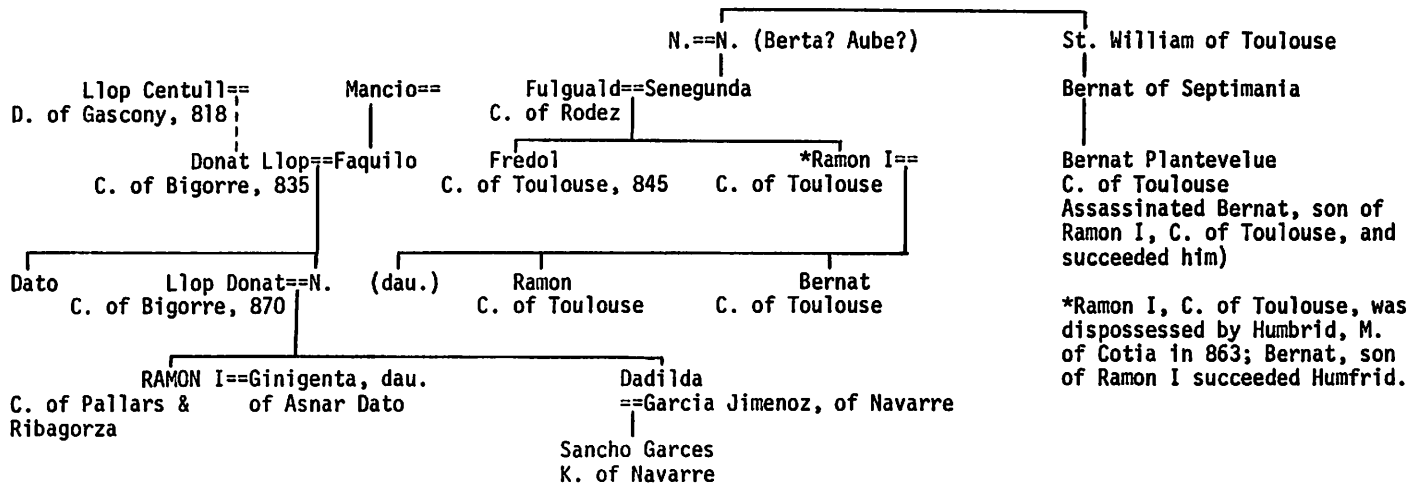 N.==N. (Berta? Aube?)
St. William of Toulouse
Llop Centull==
D. of Gascony, 818
Mancio==
Fulguald==Senegunda
C. of Rodez
Bernat of Septimania
Donat Llop==Faquilo
C. of Bigorre, 835
Fredol
C. of Toulouse, 845
*Ramon I==
C. of Toulouse
Bernat Plantevelue
C. of Toulouse
Assassinated Bernat, son of
Ramon I, C. of Toulouse, and
succeeded him)
Dato
Llop Donat==N.
C. of Bigorre, 870
(dau.)
Ramon
C. of Toulouse
Bernat
C. of Toulouse
*Ramon I, C. of Toulouse, was
dispossessed by Humbrid, M.
of Cotia in 863; Bernat, son
of Ramon I succeeded Humfrid.
RAMON I==Ginigenta, dau.
C. of Pallars & of Asnar Dato
Ribagorza
Dadilda
==Garcia Jimenoz, of Navarre
Sancho Garces
K. of Navarre